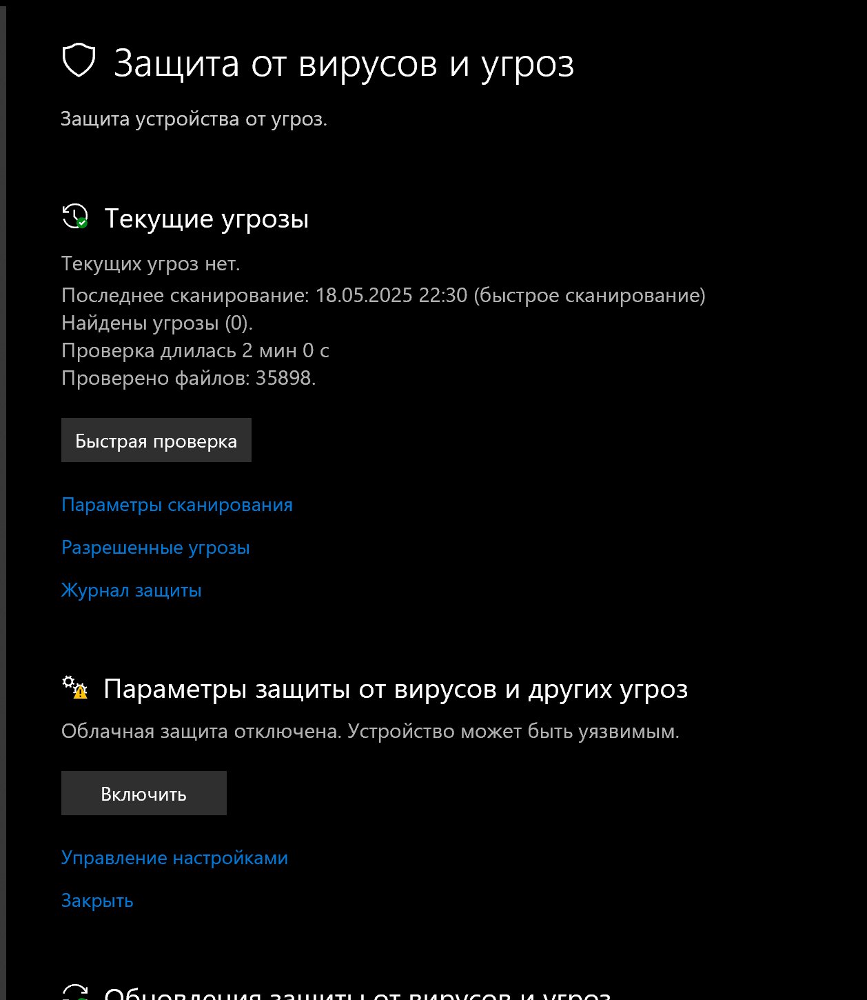 Защита от вирусов и угроз
Защита устройства от угроз.
Текущие угрозы
Текущих угроз нет.
Последнее сканирование: 18.05.2025 22:30 (быстрое сканирование)
Найдены угрозы (0).
Проверка длилась 2 мин 0 с
Проверено файлов: 35898.
Быстрая проверка
Параметры сканирования
Разрешенные угрозы
Журнал защиты
Параметры защиты от вирусов и других угроз
Облачная защита отключена. Устройство может быть уязвимым.
Включить
Управление настройками
Закрыть
Обновления защиты от вирусов и угроз